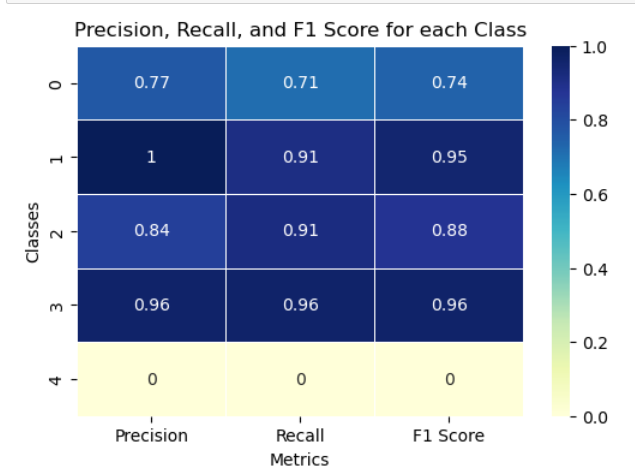 Precision, Recall, and F1 Score for each Class
1.0
0 0.77 0.71 0.74
0.8
1 1 0.91 0.95
0.6
Classes
2 0.84 0.91 0.88
0.4
3 0.96 0.96 0.96
0.2
4 0 0 0
0.0
Precision Recall F1 Score
Metrics